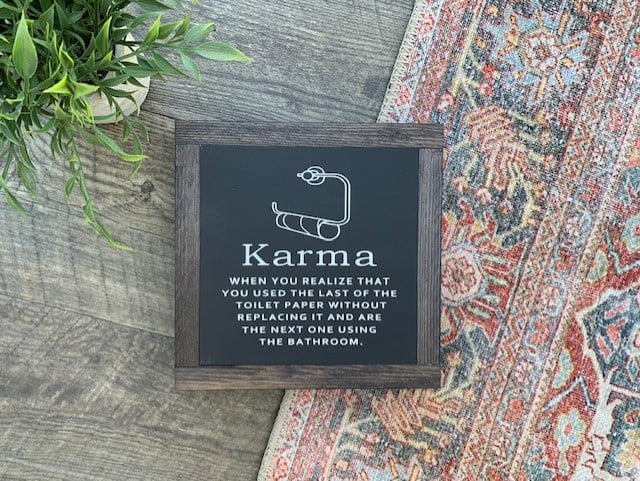 Karma
WHEN YOU REALIZE THAT
YOU USED THE LAST OF THE
TOILET PAPER WITHOUT
REPLACING IT AND ARE
THE NEXT ONE USING
THE BATHROOM.